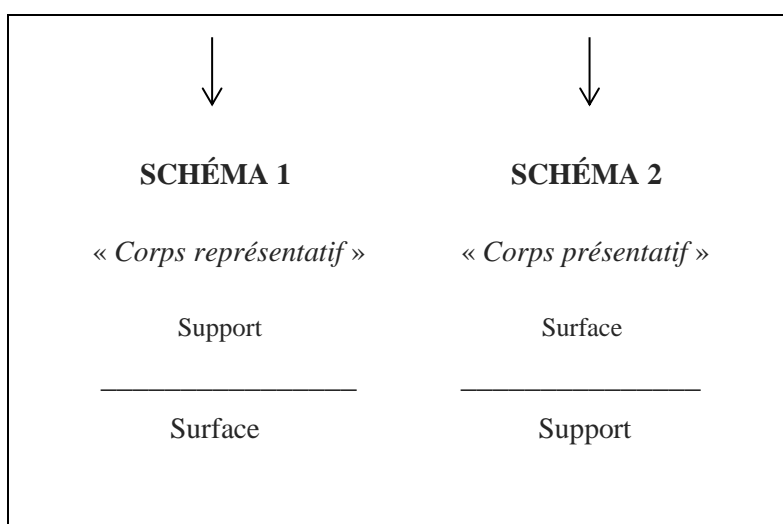 SCHÉMA 1 SCHÉMA 2
« Corps représentatif » « Corps présentatif »
Support Surface
Surface Support